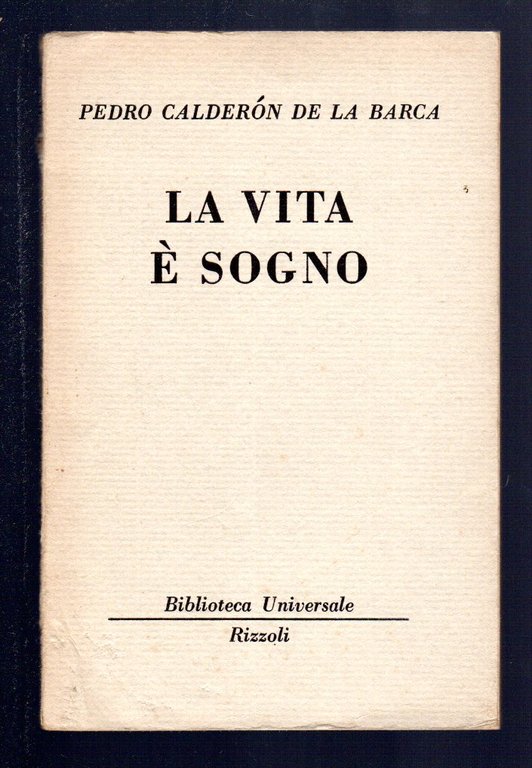 PEDRO CALDERÓN DE LA BARCA
LA VITA
È SOGNO
Biblioteca Universale
Rizzoli